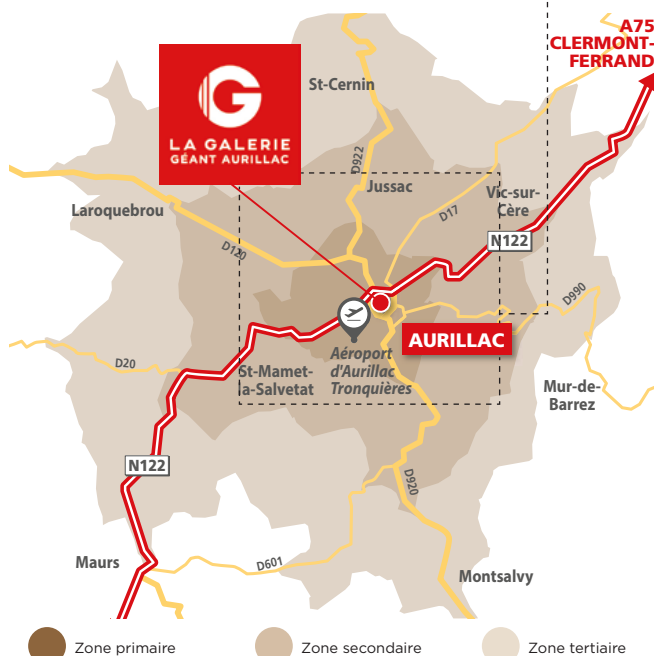 A75
CLERMONT-
FERRAND
G
LA GALERIE
GÉANT AURILLAC
St-Cernin
D922
Jussac
Vic-sur-
Cère
D17
Laroquebrou
D120
N122
D990
AURILLAC
Aéroport
d'Aurillac
Tronquières
D20
St-Mamet-
la-Salvetat
Mur-de-
Barrez
N122
D920
D601
Maurs
Montsalvy
Zone primaire
Zone secondaire
Zone tertiaire